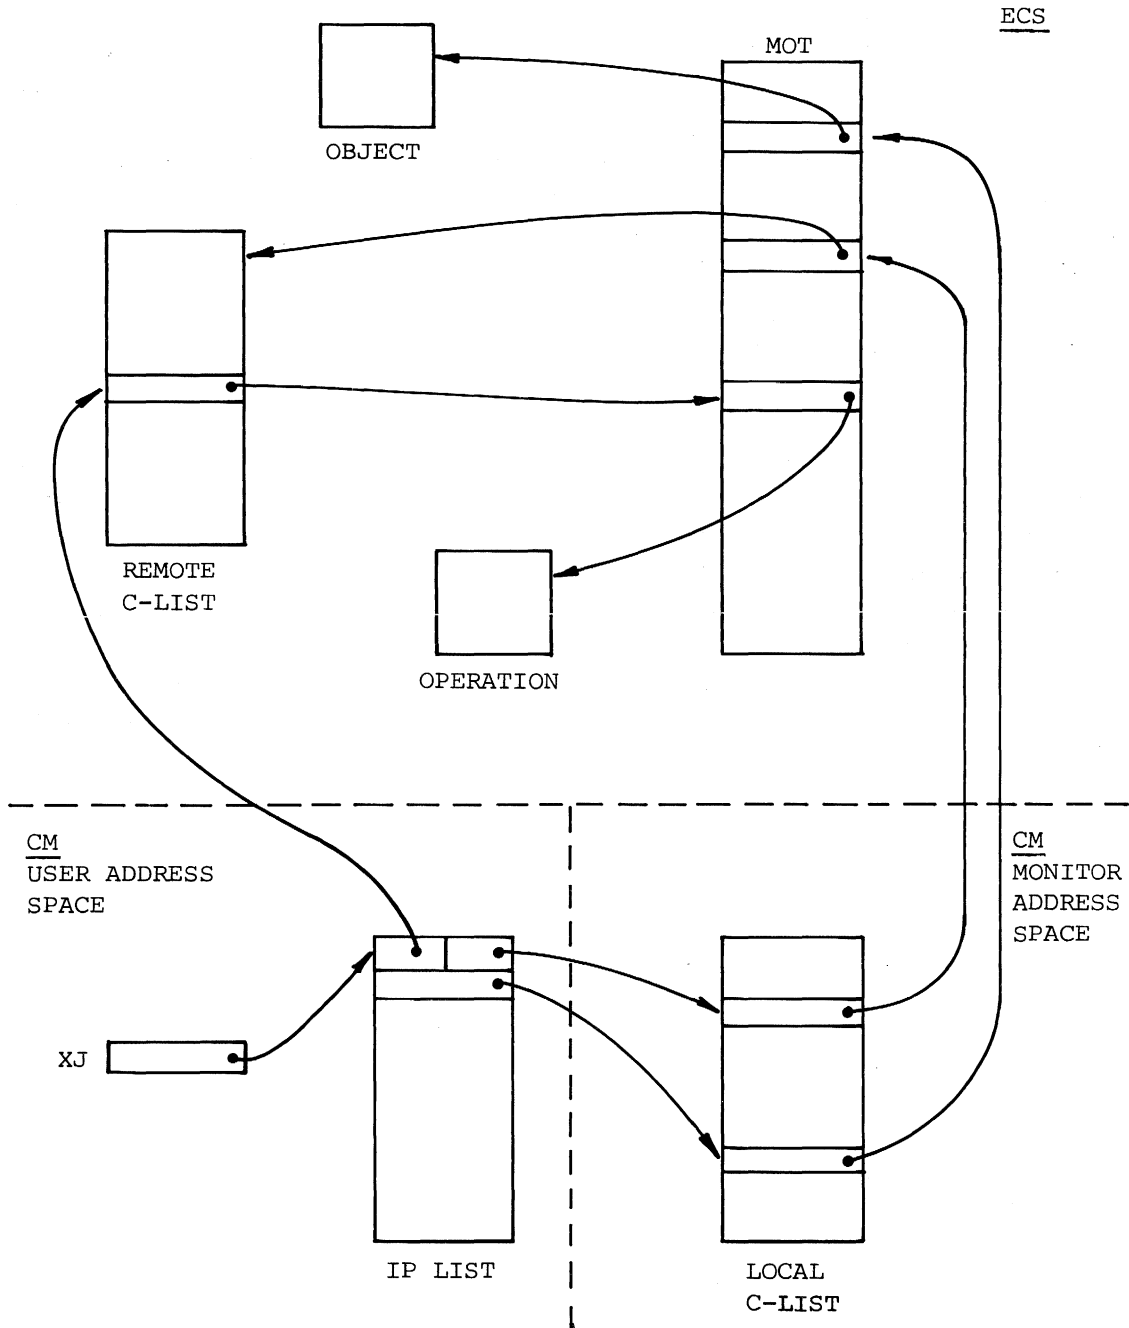 ECS
MOT
OBJECT
REMOTE
C-LIST
OPERATION
CM
USER ADDRESS
SPACE
CM
MONITOR
ADDRESS
SPACE
XJ
IP LIST
LOCAL
C-LIST